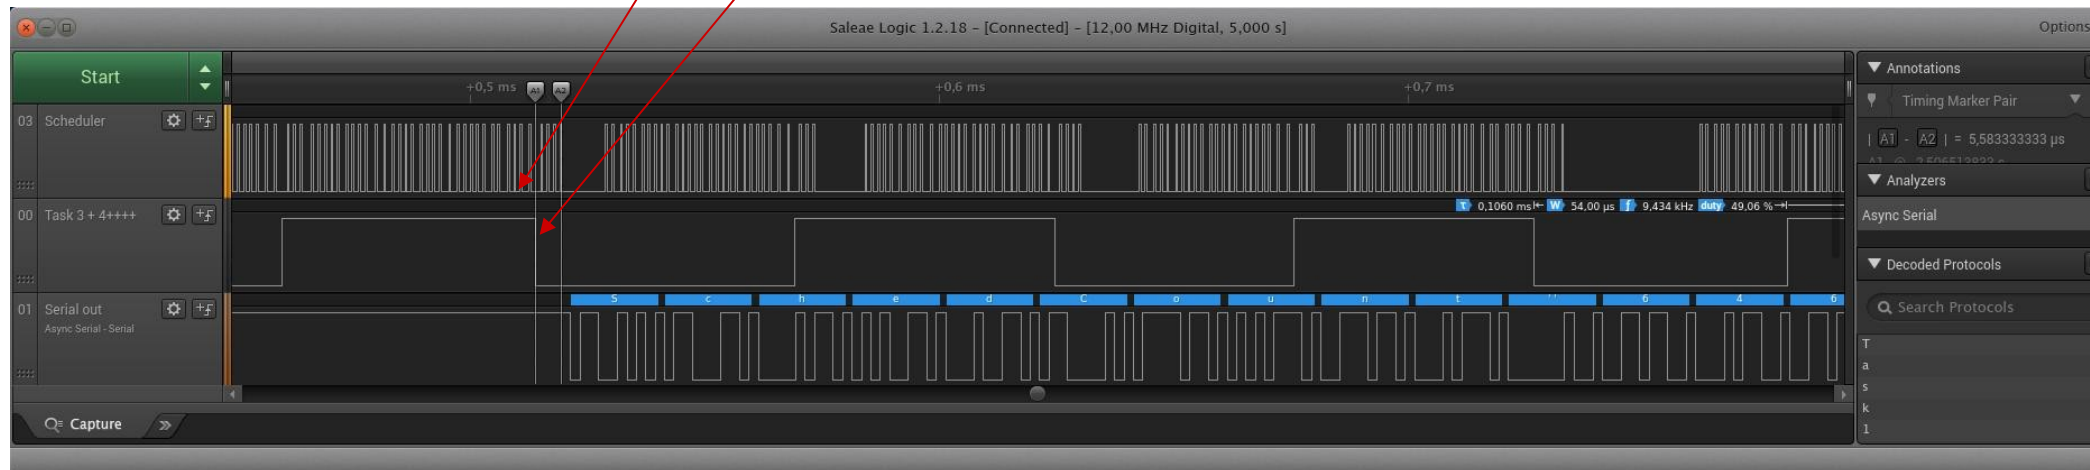 Saleae Logic 1.2.18 - [Connected] - [12,00 MHz Digital, 5,000 s]
Options
Start
+0,5 ms
A1
A2
+0,6 ms
+0,7 ms
Annotations
Timing Marker Pair
| A1 - A2 | = 5,583333333 µs
03 Scheduler
Analyzers
00 Task 3 + 4++++
0,1060 ms
W 54,00 µs
f 9,434 kHz
duty 49,06 %
Async Serial
Decoded Protocols
01 Serial out
Async Serial - Serial
S c h e d C o u n t ' ' 6 4 6
Search Protocols
T
a
s
k
1
Capture